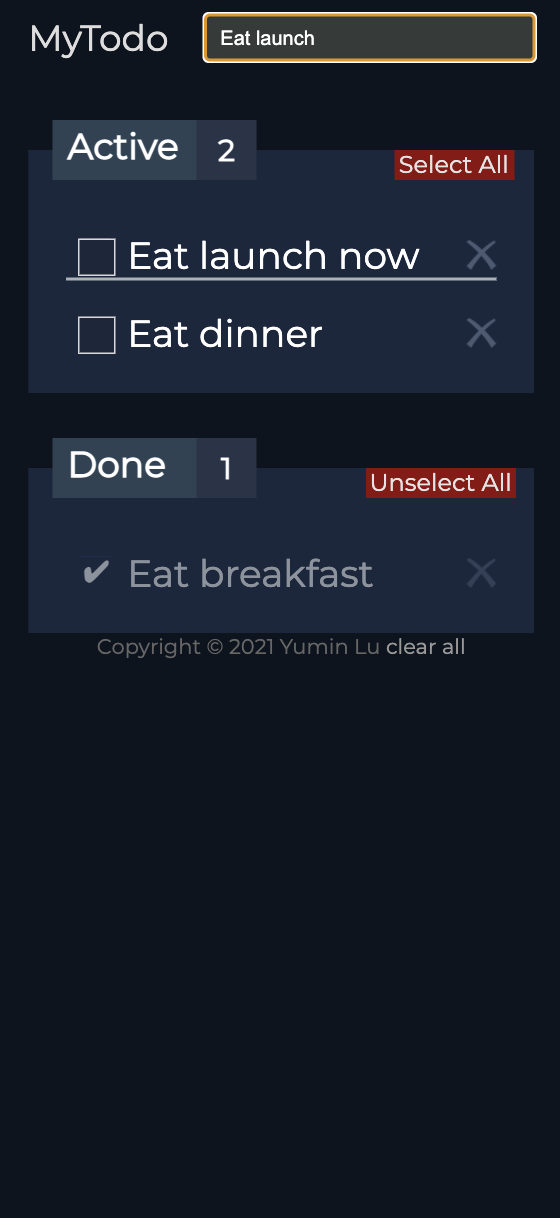 MyTodo Eat launch
Active 2
Select All
Eat launch now
Eat dinner
Done 1
Unselect All
Eat breakfast
Copyright © 2021 Yumin Lu clear all